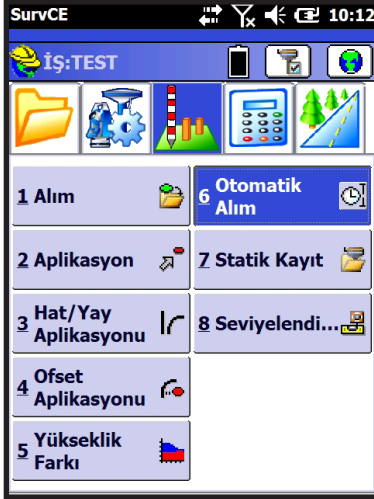 SurvCE 10:12
İŞ:TEST
1 Alım
6 Otomatik
Alım
2 Aplikasyon
7 Statik Kayıt
3 Hat/Yay
Aplikasyonu
8 Seviyelendi...
4 Ofset
Aplikasyonu
5 Yükseklik
Farkı